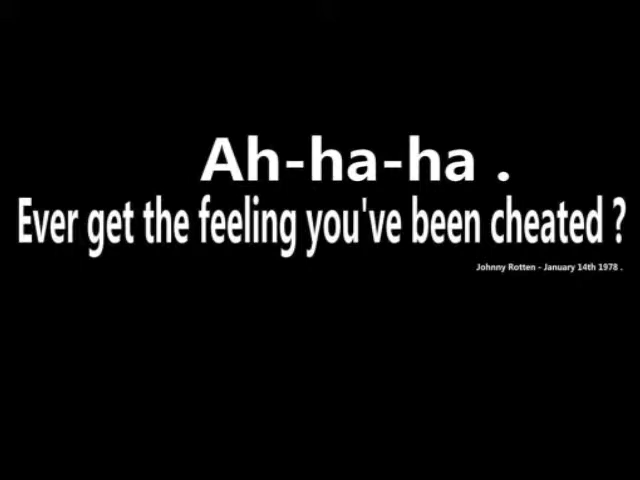 Ah-ha-ha .
Ever get the feeling you've been cheated ?
Johnny Rotten - January 14th 1978 .